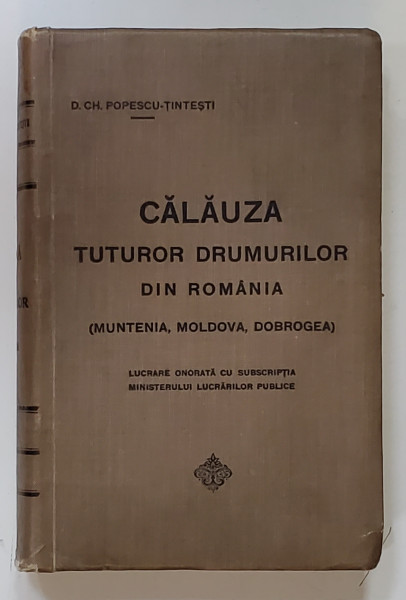 D. CH. POPESCU-ȚINTEȘTI
CĂLĂUZA
TUTUROR DRUMURILOR
DIN ROMÂNIA
(MUNTENIA, MOLDOVA, DOBROGEA)
LUCRARE ONORATĂ CU SUBSCRIPȚIA
MINISTERULUI LUCRĂRILOR PUBLICE